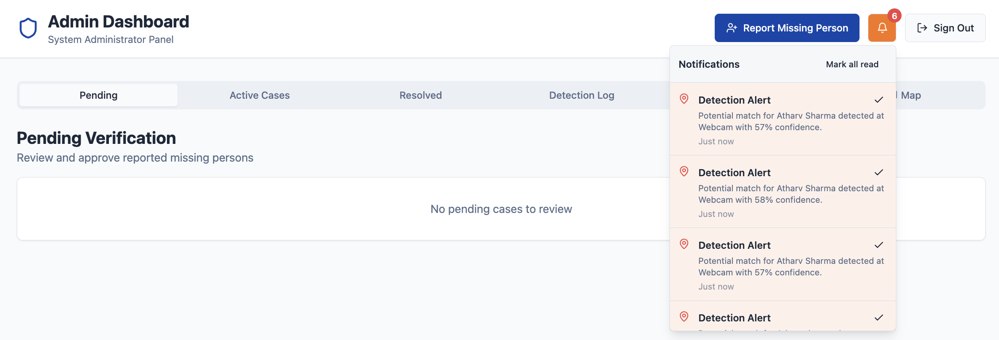 Admin Dashboard
System Administrator Panel
Report Missing Person
6
Sign Out
Notifications
Mark all read
Pending
Active Cases
Resolved
Detection Log
Map
Detection Alert
Potential match for Atharv Sharma detected at
Webcam with 57% confidence.
Just now
Pending Verification
Review and approve reported missing persons
Detection Alert
Potential match for Atharv Sharma detected at
Webcam with 58% confidence.
Just now
No pending cases to review
Detection Alert
Potential match for Atharv Sharma detected at
Webcam with 57% confidence.
Just now
Detection Alert